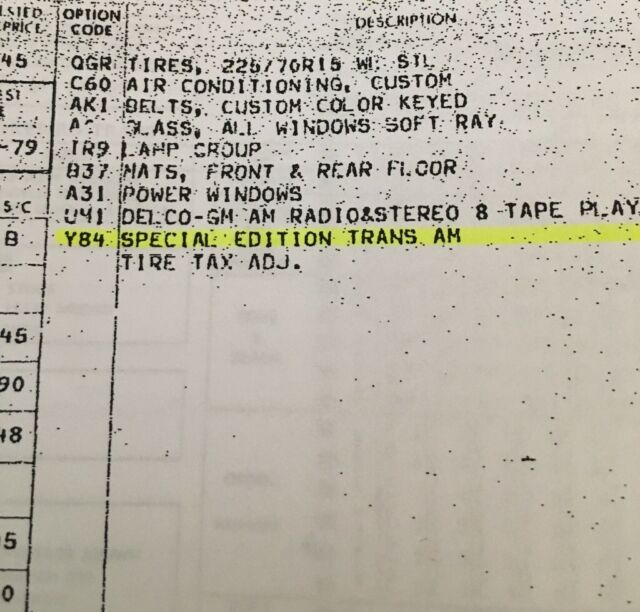 LISTED PRICE OPTION CODE DESCRIPTION
45 QGR TIRES, 225/70R15 W. STL
C60 AIR CONDITIONING, CUSTOM
AK1 BELTS, CUSTOM COLOR KEYED
GLASS, ALL WINDOWS SOFT RAY
-79 TR9 LAMP GROUP
B37 MATS, FRONT & REAR FLOOR
A31 POWER WINDOWS
S/C U41 DELCO-GM AM RADIO&STEREO 8 TAPE PLAY
B Y84 SPECIAL EDITION TRANS AM
TIRE TAX ADJ.
45
90
48
05
0